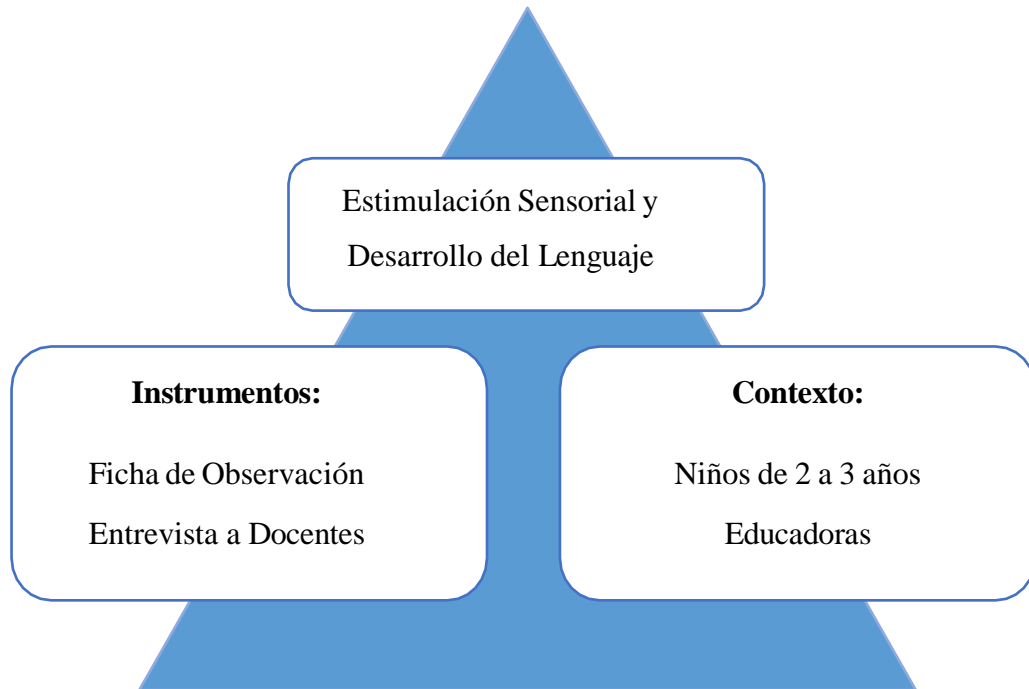 Estimulación Sensorial y
Desarrollo del Lenguaje
Instrumentos:
Ficha de Observación
Entrevista a Docentes
Contexto:
Niños de 2 a 3 años
Educadoras